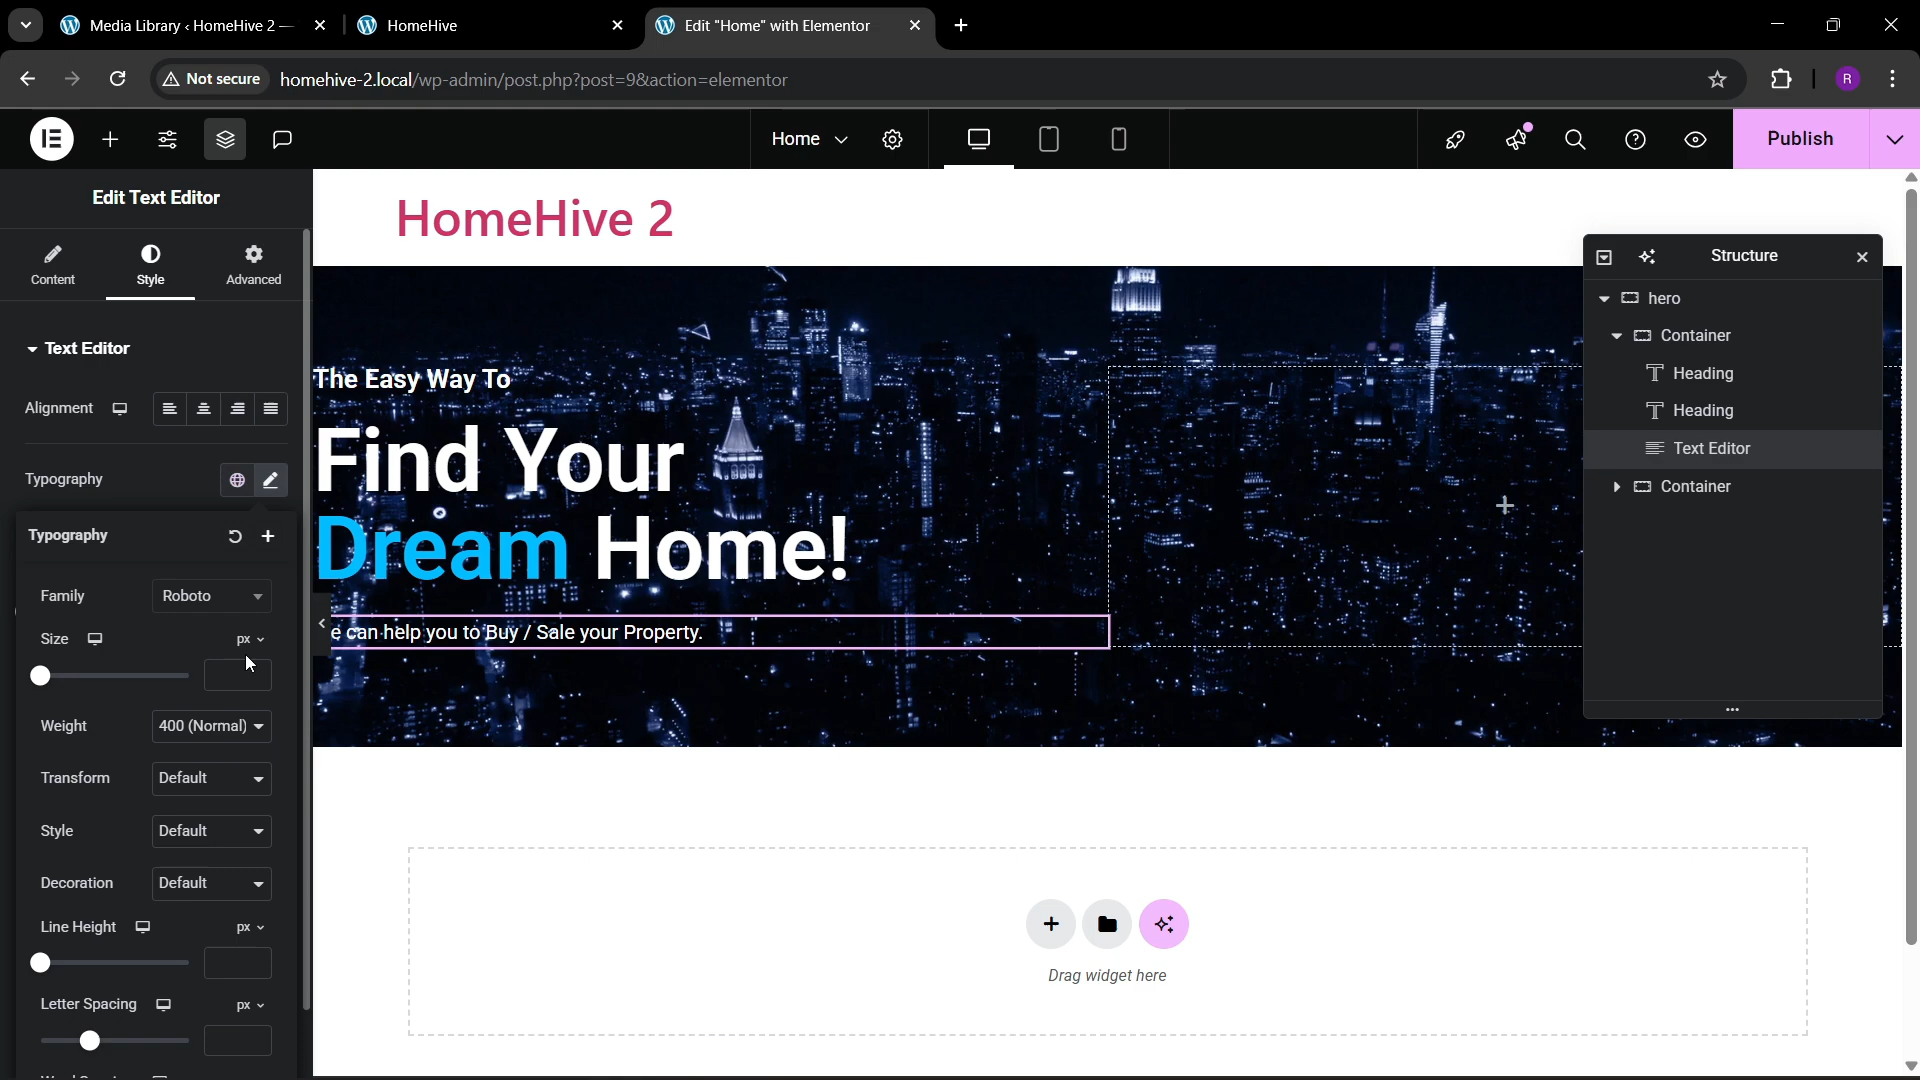 Media Library ‹ HomeHive 2 —
HomeHive
Edit "Home" with Elementor
Not secure
homehive-2.local/wp-admin/post.php?post=9&action=elementor
R
Home
Publish
Edit Text Editor
Content
Style
Advanced
Text Editor
Alignment
Typography
Typography
Family
Roboto
Size
px
Weight
400 (Normal)
Transform
Default
Style
Default
Decoration
Default
Line Height
px
Letter Spacing
px
HomeHive 2
The Easy Way To
Find Your
Dream Home!
e can help you to Buy / Sale your Property.
Drag widget here
Structure
hero
Container
Heading
Heading
Text Editor
Container